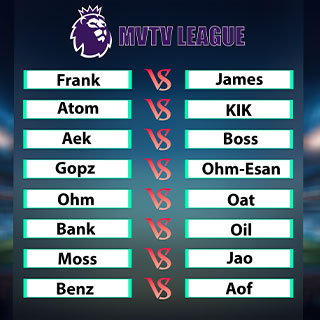 MVTV LEAGUE
Frank VS James
Atom VS KIK
Aek VS Boss
Gopz VS Ohm-Esan
Ohm VS Oat
Bank VS Oil
Moss VS Jao
Benz VS Aof